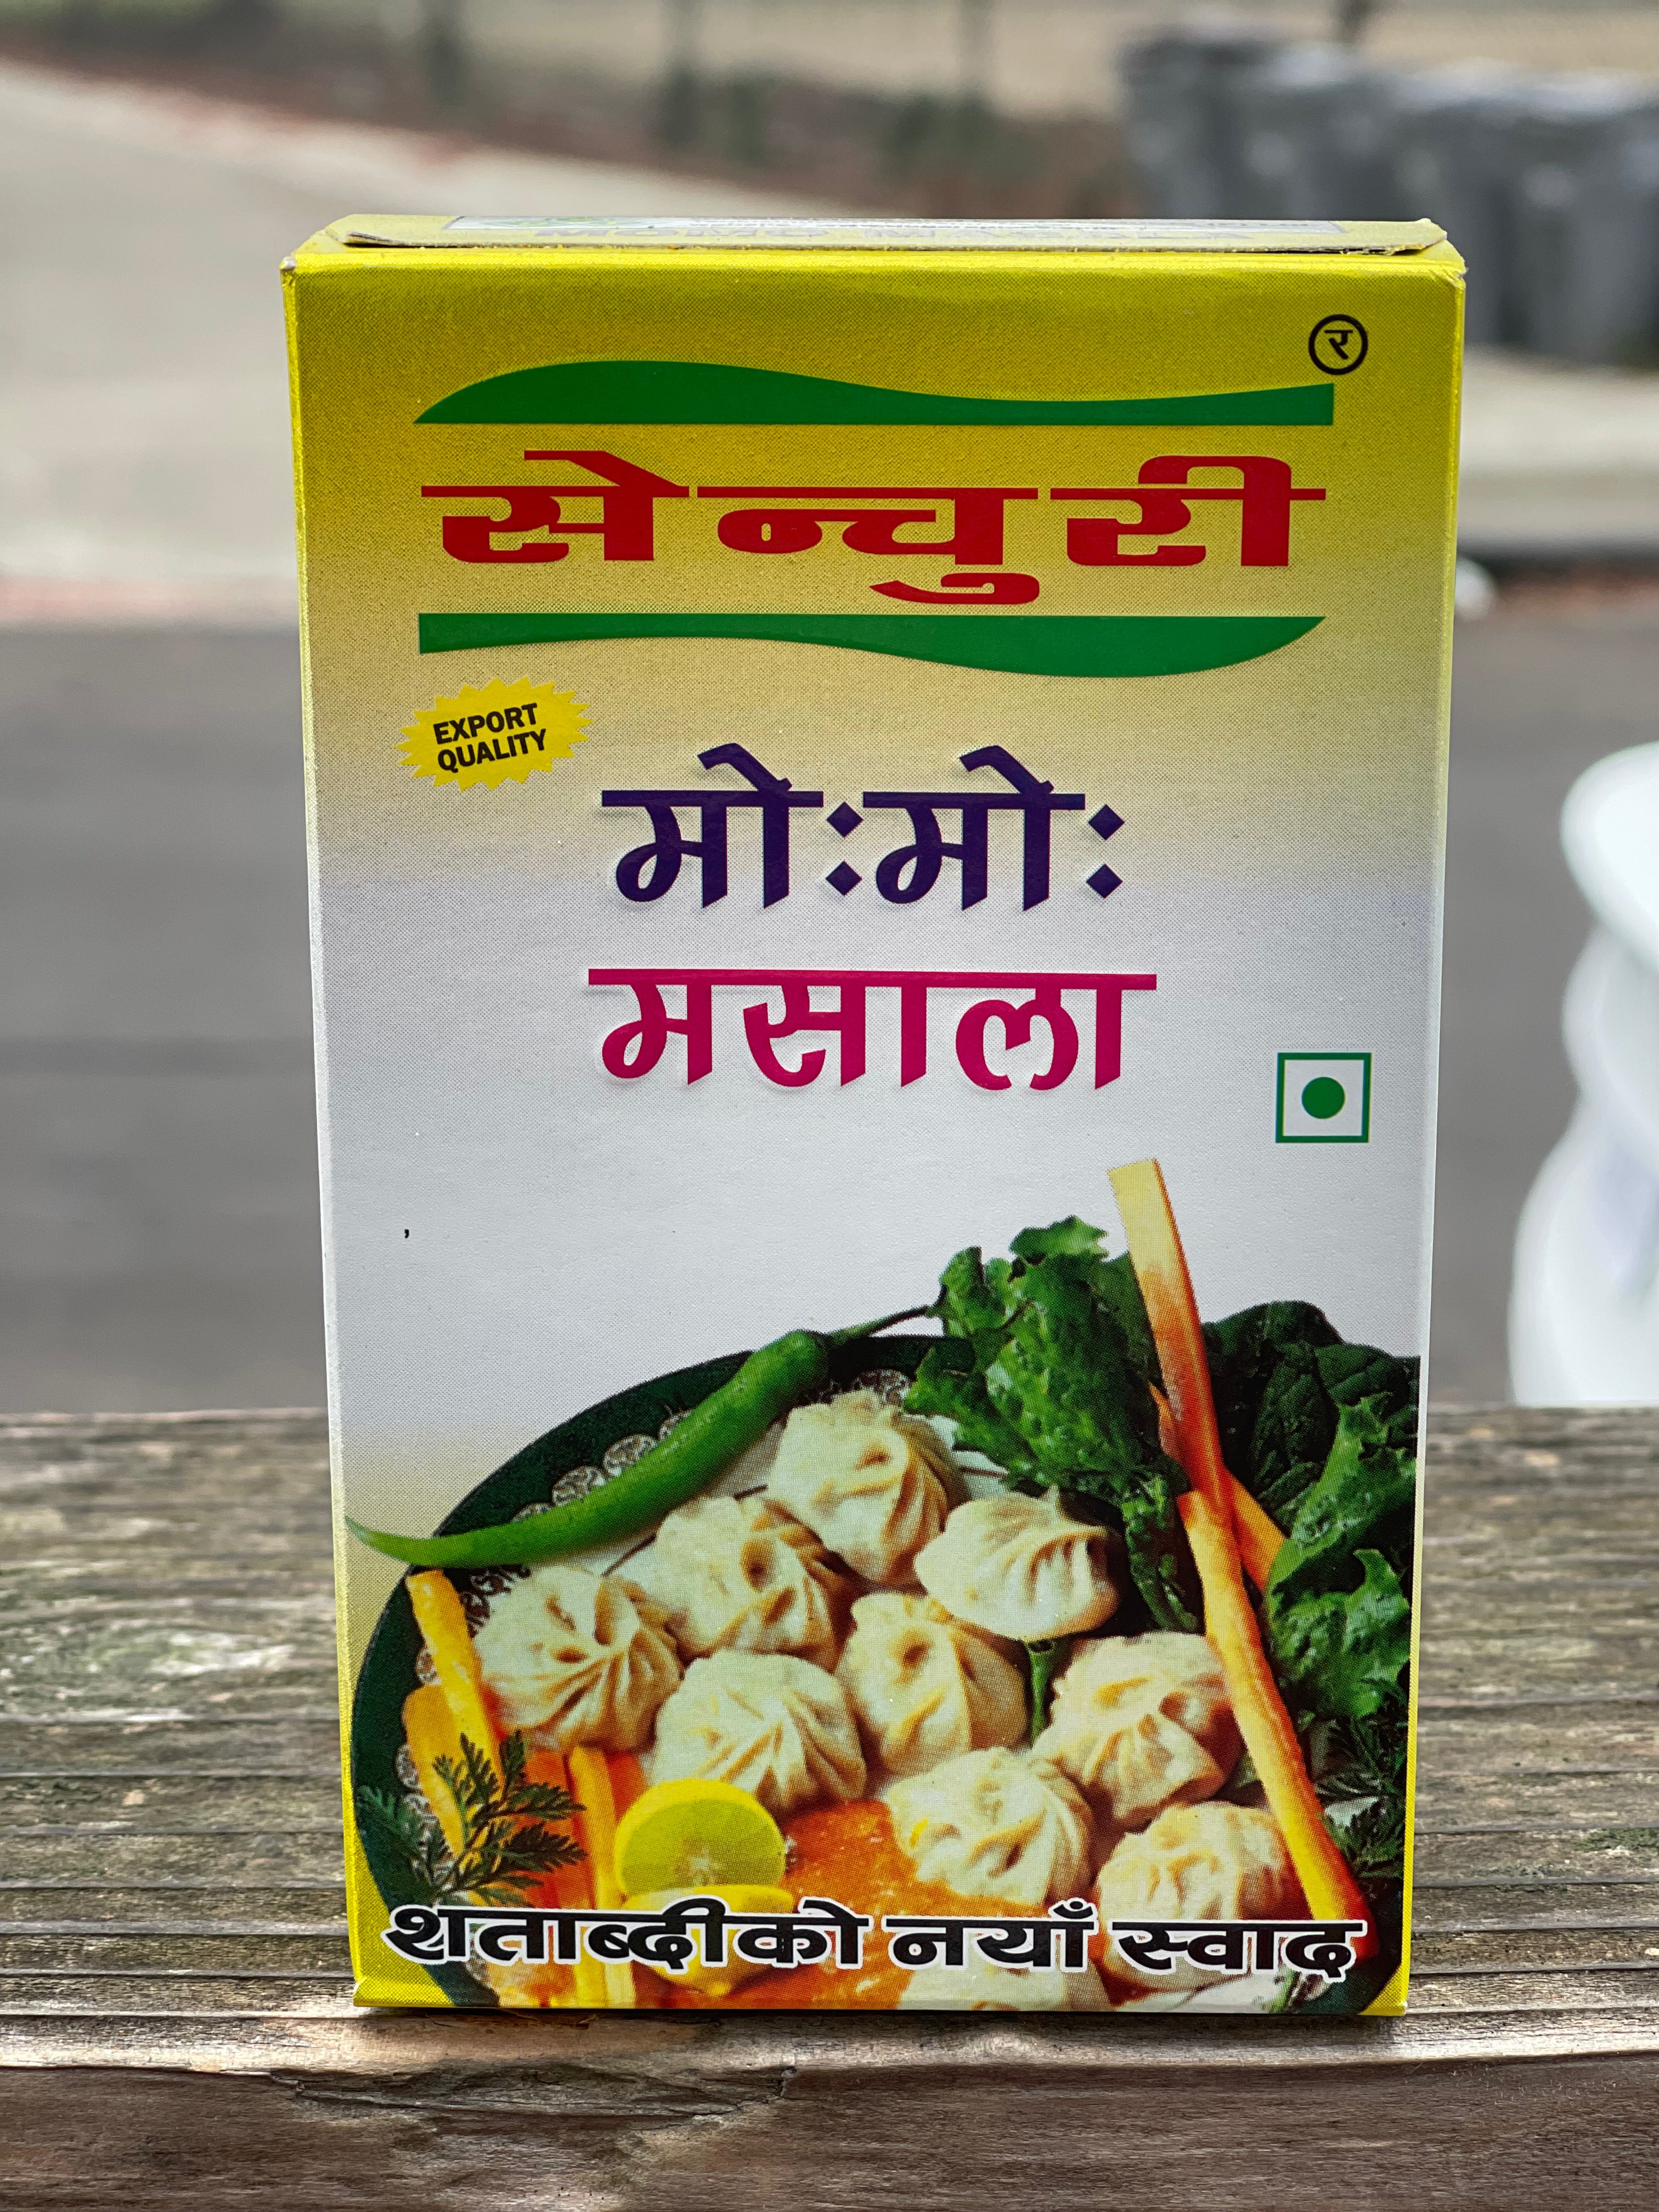 र
सेन्चुरी
EXPORT
QUALITY
मोःमोः
मसाला
शताब्दीको नयाँ स्वाद